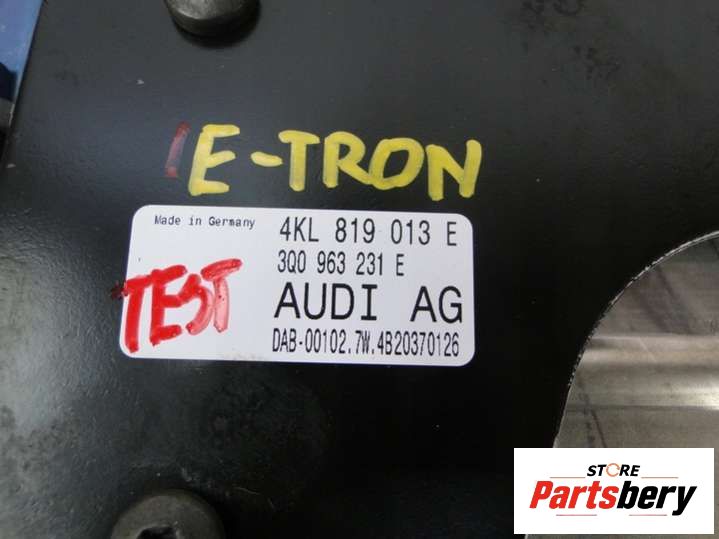 E-TRON
Made in Germany
4KL 819 013 E
3Q0 963 231 E
TEST
AUDI AG
DAB-00102.7W.4B20370126
STORE
Partsbery